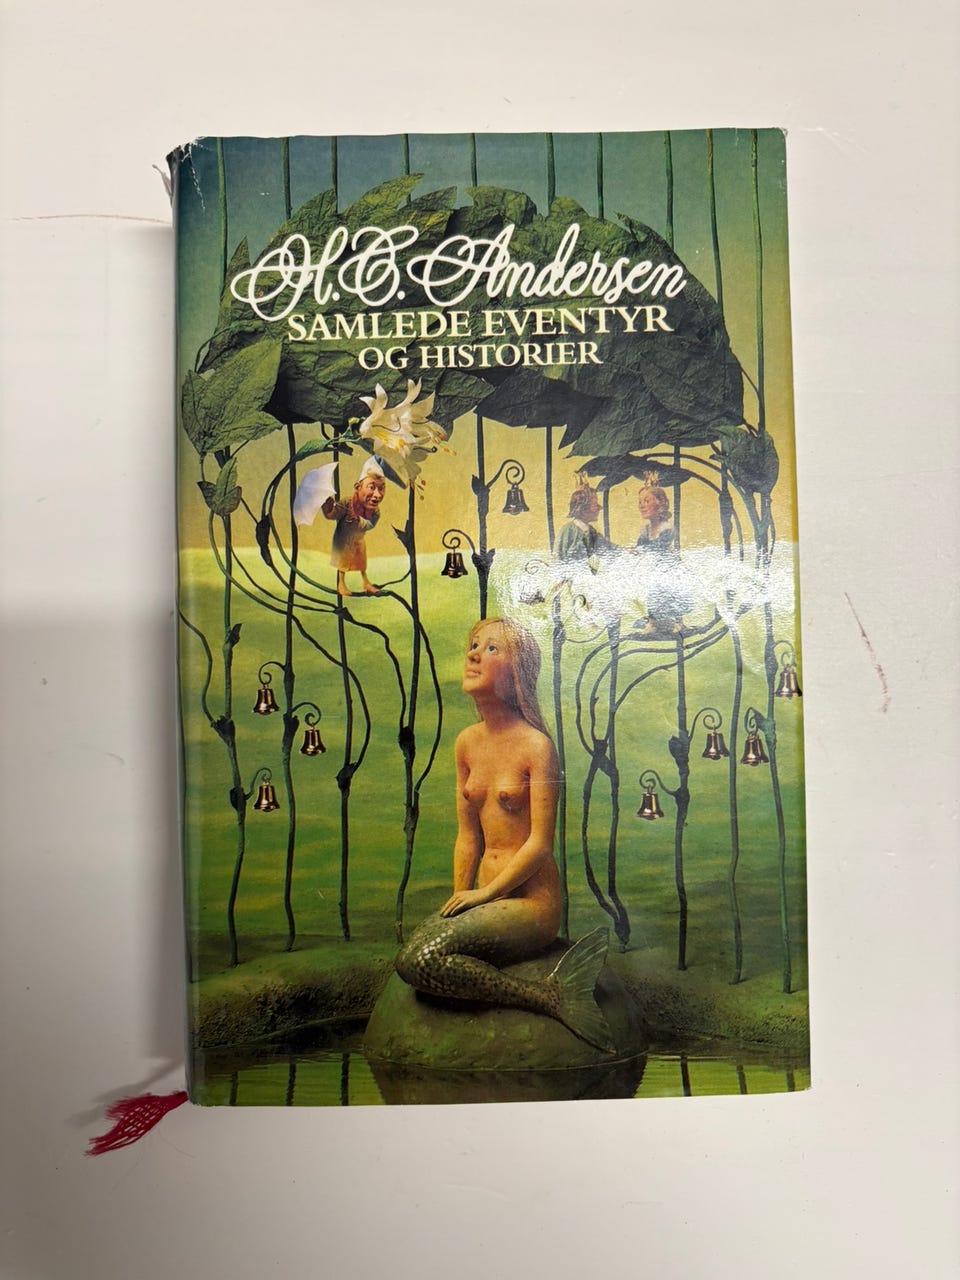 H.C. Andersen
SAMLEDE EVENTYR
OG HISTORIER